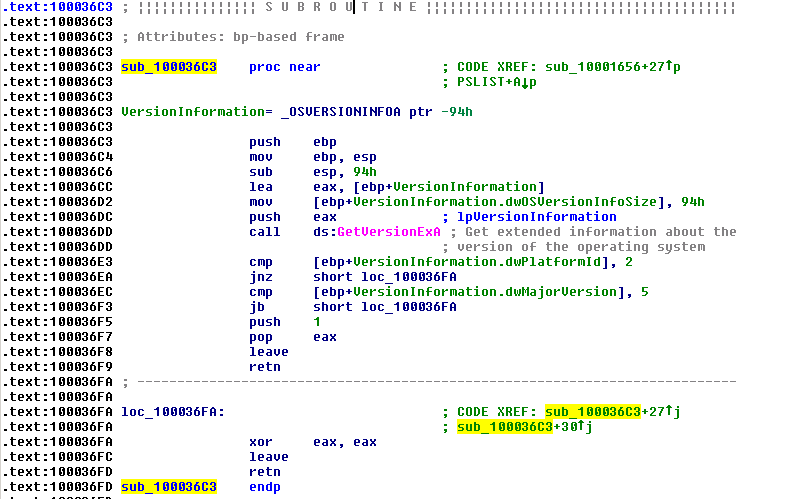 .text:100036C3 ; ¦¦¦¦¦¦¦¦¦¦¦¦¦¦¦ S U B R O U T I N E ¦¦¦¦¦¦¦¦¦¦¦¦¦¦¦¦¦¦¦¦¦¦¦¦¦¦¦¦¦¦¦¦¦¦¦¦¦¦¦
.text:100036C3
.text:100036C3 ; Attributes: bp-based frame
.text:100036C3
.text:100036C3 sub_100036C3    proc near               ; CODE XREF: sub_10001656+27↑p
.text:100036C3                                         ; PSLIST+A↓p
.text:100036C3
.text:100036C3 VersionInformation= _OSVERSIONINFOA ptr -94h
.text:100036C3
.text:100036C3                 push    ebp
.text:100036C4                 mov     ebp, esp
.text:100036C6                 sub     esp, 94h
.text:100036CC                 lea     eax, [ebp+VersionInformation]
.text:100036D2                 mov     [ebp+VersionInformation.dwOSVersionInfoSize], 94h
.text:100036DC                 push    eax             ; lpVersionInformation
.text:100036DD                 call    ds:GetVersionExA ; Get extended information about the
.text:100036DD                                         ; version of the operating system
.text:100036E3                 cmp     [ebp+VersionInformation.dwPlatformId], 2
.text:100036EA                 jnz     short loc_100036FA
.text:100036EC                 cmp     [ebp+VersionInformation.dwMajorVersion], 5
.text:100036F3                 jb      short loc_100036FA
.text:100036F5                 push    1
.text:100036F7                 pop     eax
.text:100036F8                 leave
.text:100036F9                 retn
.text:100036FA ; ---------------------------------------------------------------------------
.text:100036FA
.text:100036FA loc_100036FA:                           ; CODE XREF: sub_100036C3+27↑j
.text:100036FA                                         ; sub_100036C3+30↑j
.text:100036FA                 xor     eax, eax
.text:100036FC                 leave
.text:100036FD                 retn
.text:100036FD sub_100036C3    endp